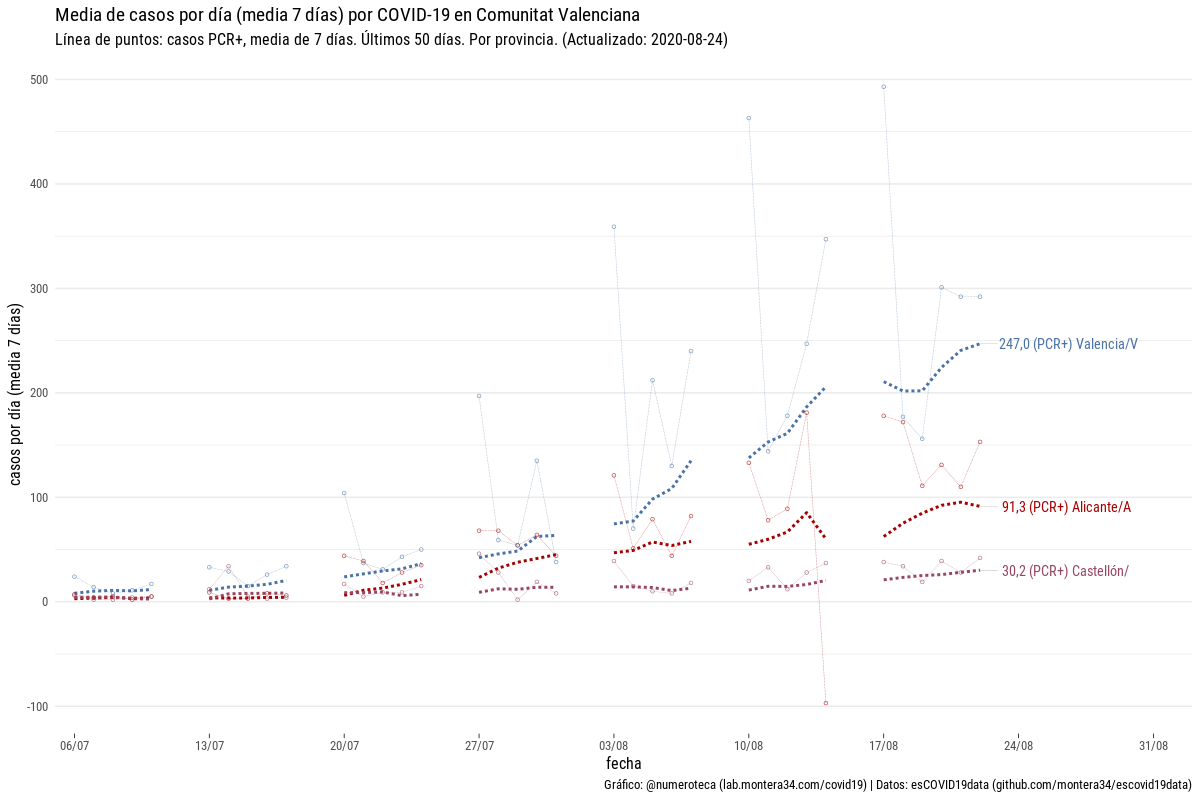 Media de casos por día (media 7 días) por COVID-19 en Comunitat Valenciana
Línea de puntos: casos PCR+, media de 7 días. Últimos 50 días. Por provincia. (Actualizado: 2020-08-24)
casos por día (media 7 días)
500
400
300
200
100
0
-100
247,0 (PCR+) Valencia/V
91,3 (PCR+) Alicante/A
30,2 (PCR+) Castellón/
06/07
13/07
20/07
27/07
03/08
10/08
17/08
24/08
31/08
fecha
Gráfico: @numeroteca (lab.montera34.com/covid19) | Datos: esCOVID19data (github.com/montera34/escovid19data)